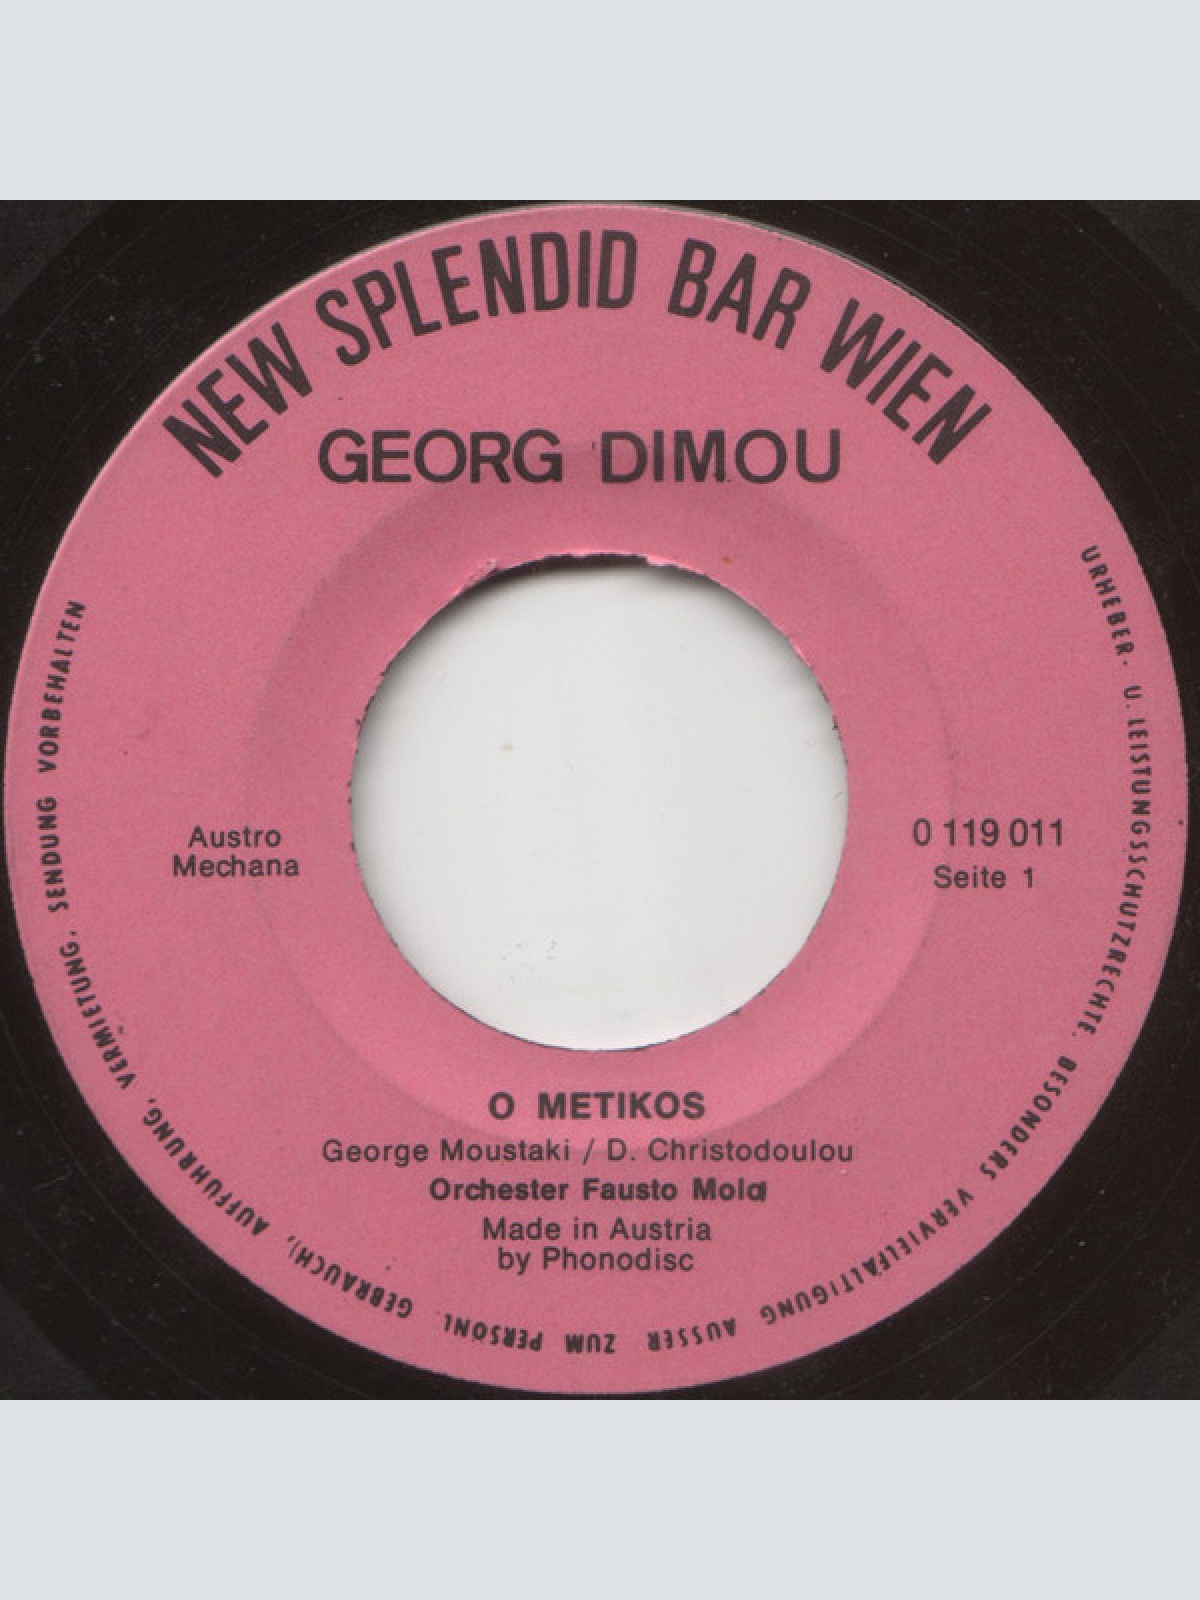 NEW SPLENDID BAR WIEN
GEORG DIMOU
Austro
Mechana
0 119 011
Seite 1
O METIKOS
George Moustaki / D. Christodoulou
Orchester Fausto Mola
Made in Austria
by Phonodisc
URHEBER- U. LEISTUNGSSCHUTZRECHTE. BESONDERS VERVIELFÄLTIGUNG AUSSER ZUM PERSÖNL. GEBRAUCH), AUFFÜHRUNG, VERMIETUNG, SENDUNG VORBEHALTEN